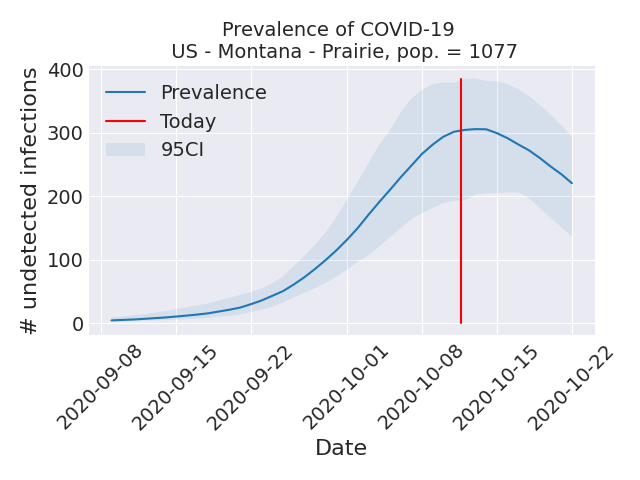 Prevalence of COVID-19
US - Montana - Prairie, pop. = 1077
# undetected infections
400
300
200
100
0
Prevalence
Today
95CI
2020-09-08
2020-09-15
2020-09-22
2020-10-01
2020-10-08
2020-10-15
2020-10-22
Date